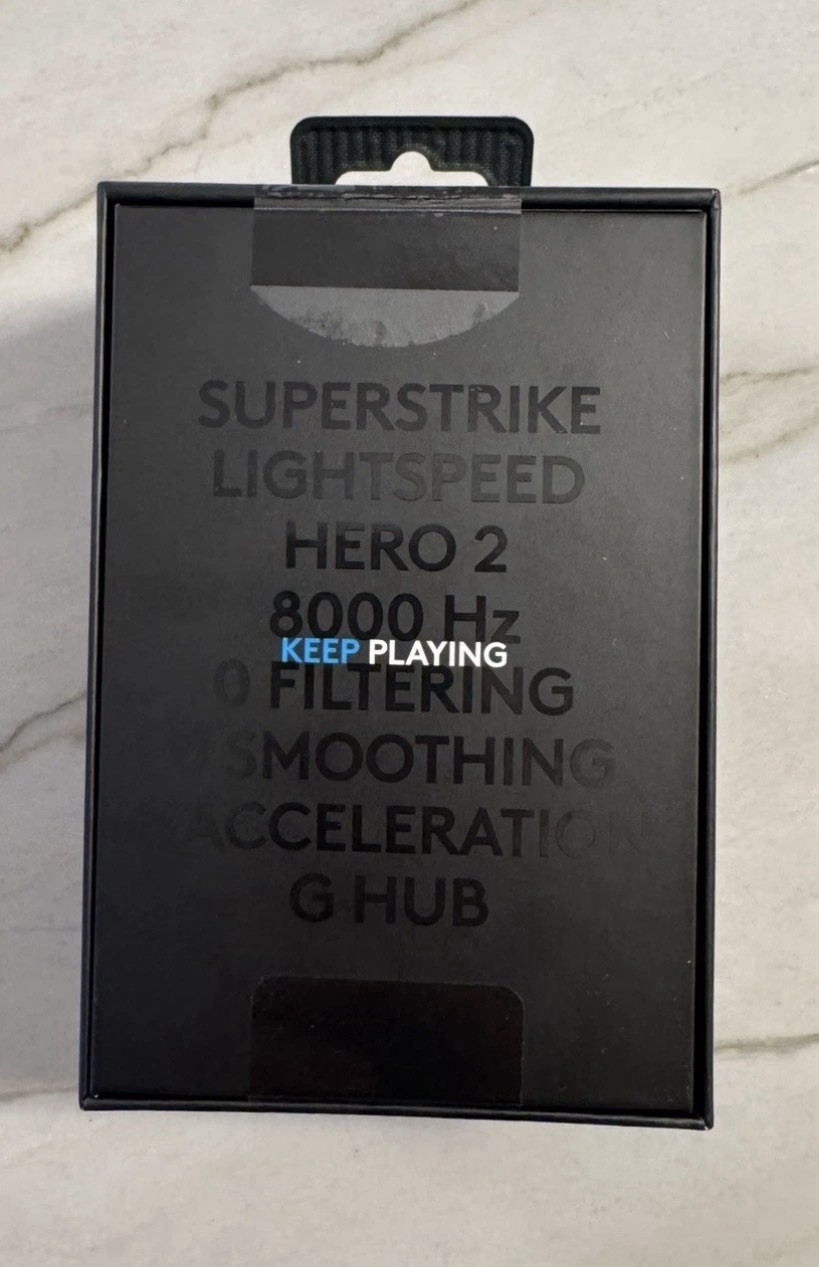 SUPERSTRIKE
LIGHTSPEED
HERO 2
8000 Hz
KEEP PLAYING
0 FILTERING
SMOOTHING
ACCELERATION
G HUB